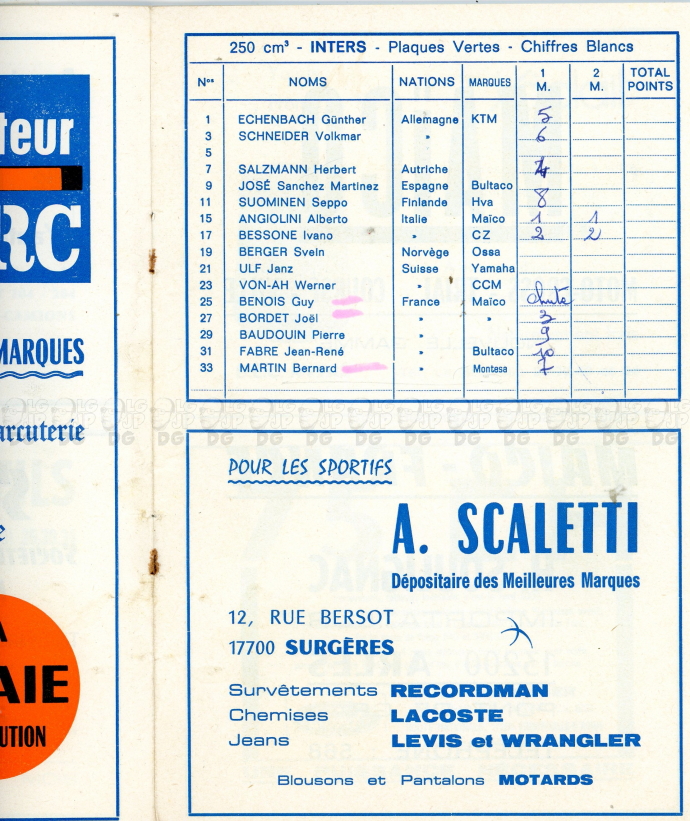 teur
RC
MARQUES
arcuterie
e
A
AIE
UTION
250 cm³ - INTERS - Plaques Vertes - Chiffres Blancs
Nos NOMS NATIONS MARQUES 1 M. 2 M. TOTAL POINTS
1 ECHENBACH Günther Allemagne KTM 5
3 SCHNEIDER Volkmar » 6
5
7 SALZMANN Herbert Autriche 4
9 JOSÉ Sanchez Martinez Espagne Bultaco
11 SUOMINEN Seppo Finlande Hva 8
15 ANGIOLINI Alberto Italie Maïco 1 1
17 BESSONE Ivano » CZ 2 2
19 BERGER Svein Norvège Ossa
21 ULF Janz Suisse Yamaha
23 VON-AH Werner » CCM
25 BENOIS Guy France Maïco chute
27 BORDET Joël » » 3
29 BAUDOUIN Pierre » 9
31 FABRE Jean-René » Bultaco 10
33 MARTIN Bernard » Montesa 7
POUR LES SPORTIFS
A. SCALETTI
Dépositaire des Meilleures Marques
12, RUE BERSOT
17700 SURGÈRES
Survêtements RECORDMAN
Chemises LACOSTE
Jeans LEVIS et WRANGLER
Blousons et Pantalons MOTARDS